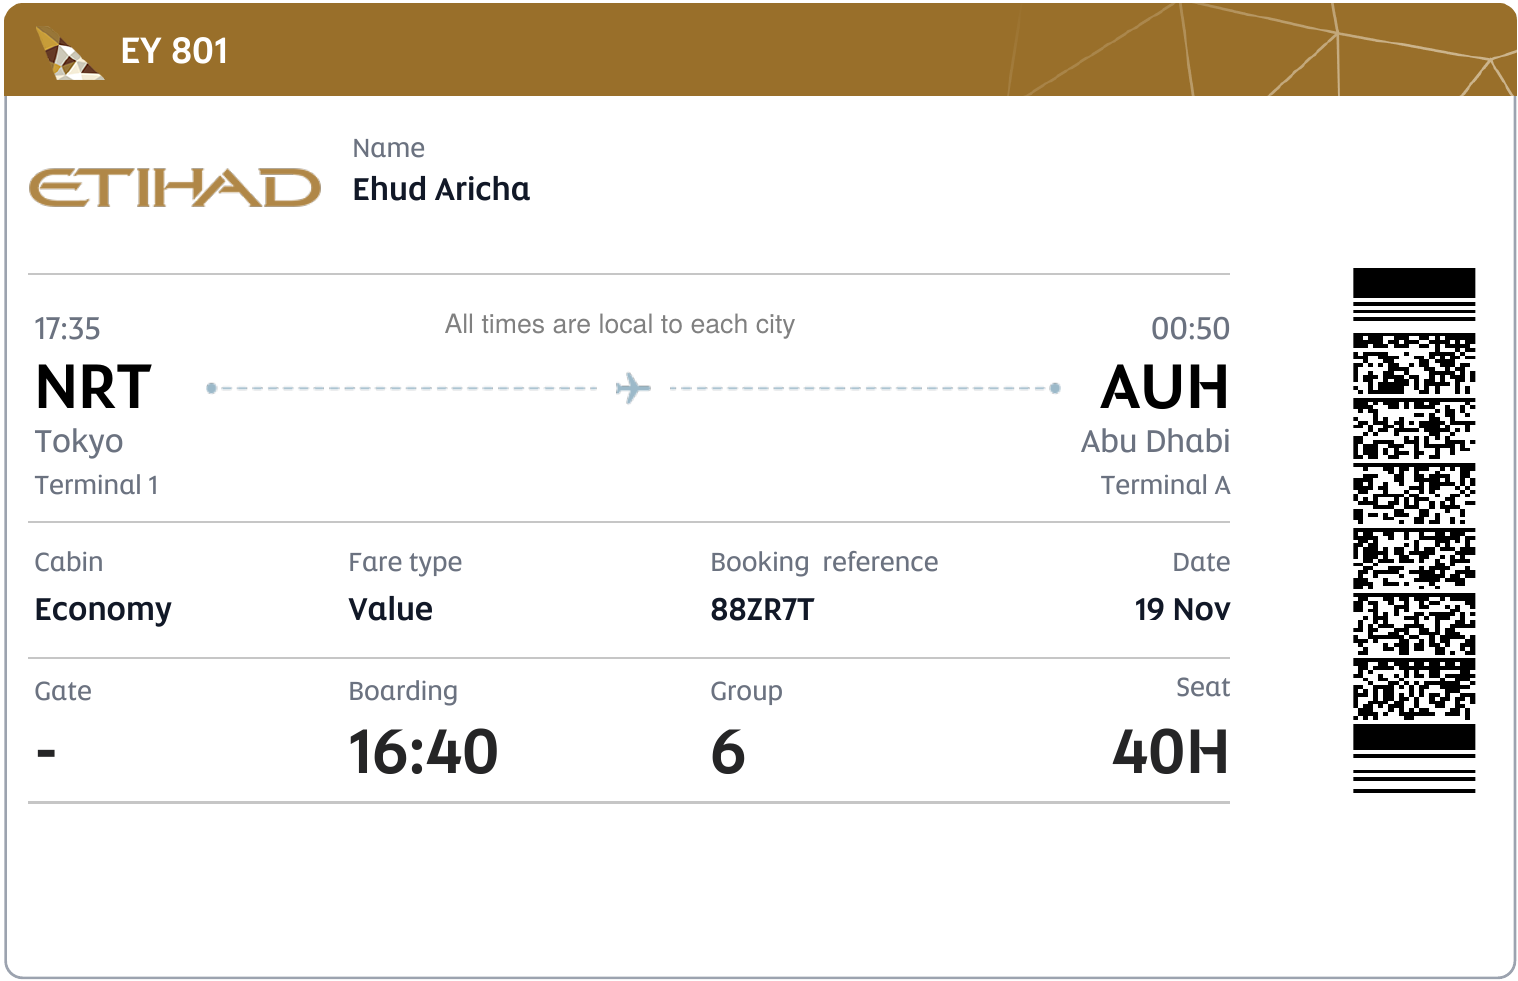 EY 801
ETIHAD
Name
Ehud Aricha
17:35
All times are local to each city
00:50
NRT
AUH
Tokyo
Abu Dhabi
Terminal 1
Terminal A
Cabin
Fare type
Booking reference
Date
Economy
Value
88ZR7T
19 Nov
Gate
Boarding
Group
Seat
-
16:40
6
40H